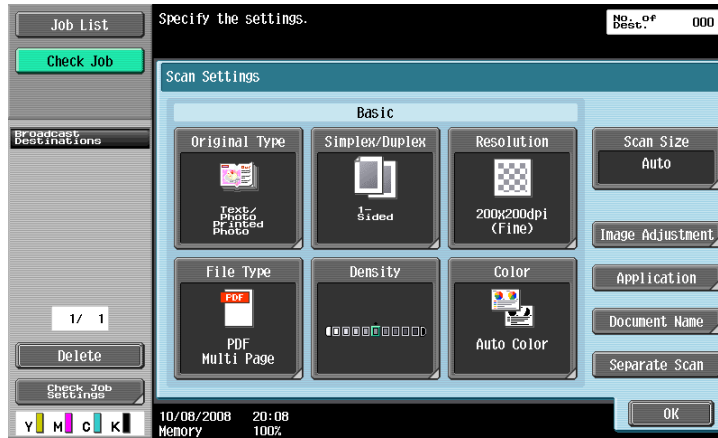 Job List
Check Job
Broadcast
Destinations
1/ 1
Delete
Check Job
Settings
Y M C K
Specify the settings.
No. of
Dest.
000
Scan Settings
Basic
Original Type
Text/
Photo
Printed
Photo
Simplex/Duplex
1-
Sided
Resolution
200x200dpi
(Fine)
File Type
PDF
PDF
Multi Page
Density
Color
Auto Color
Scan Size
Auto
Image Adjustment
Application
Document Name
Separate Scan
10/08/2008 20:08
Memory 100%
OK